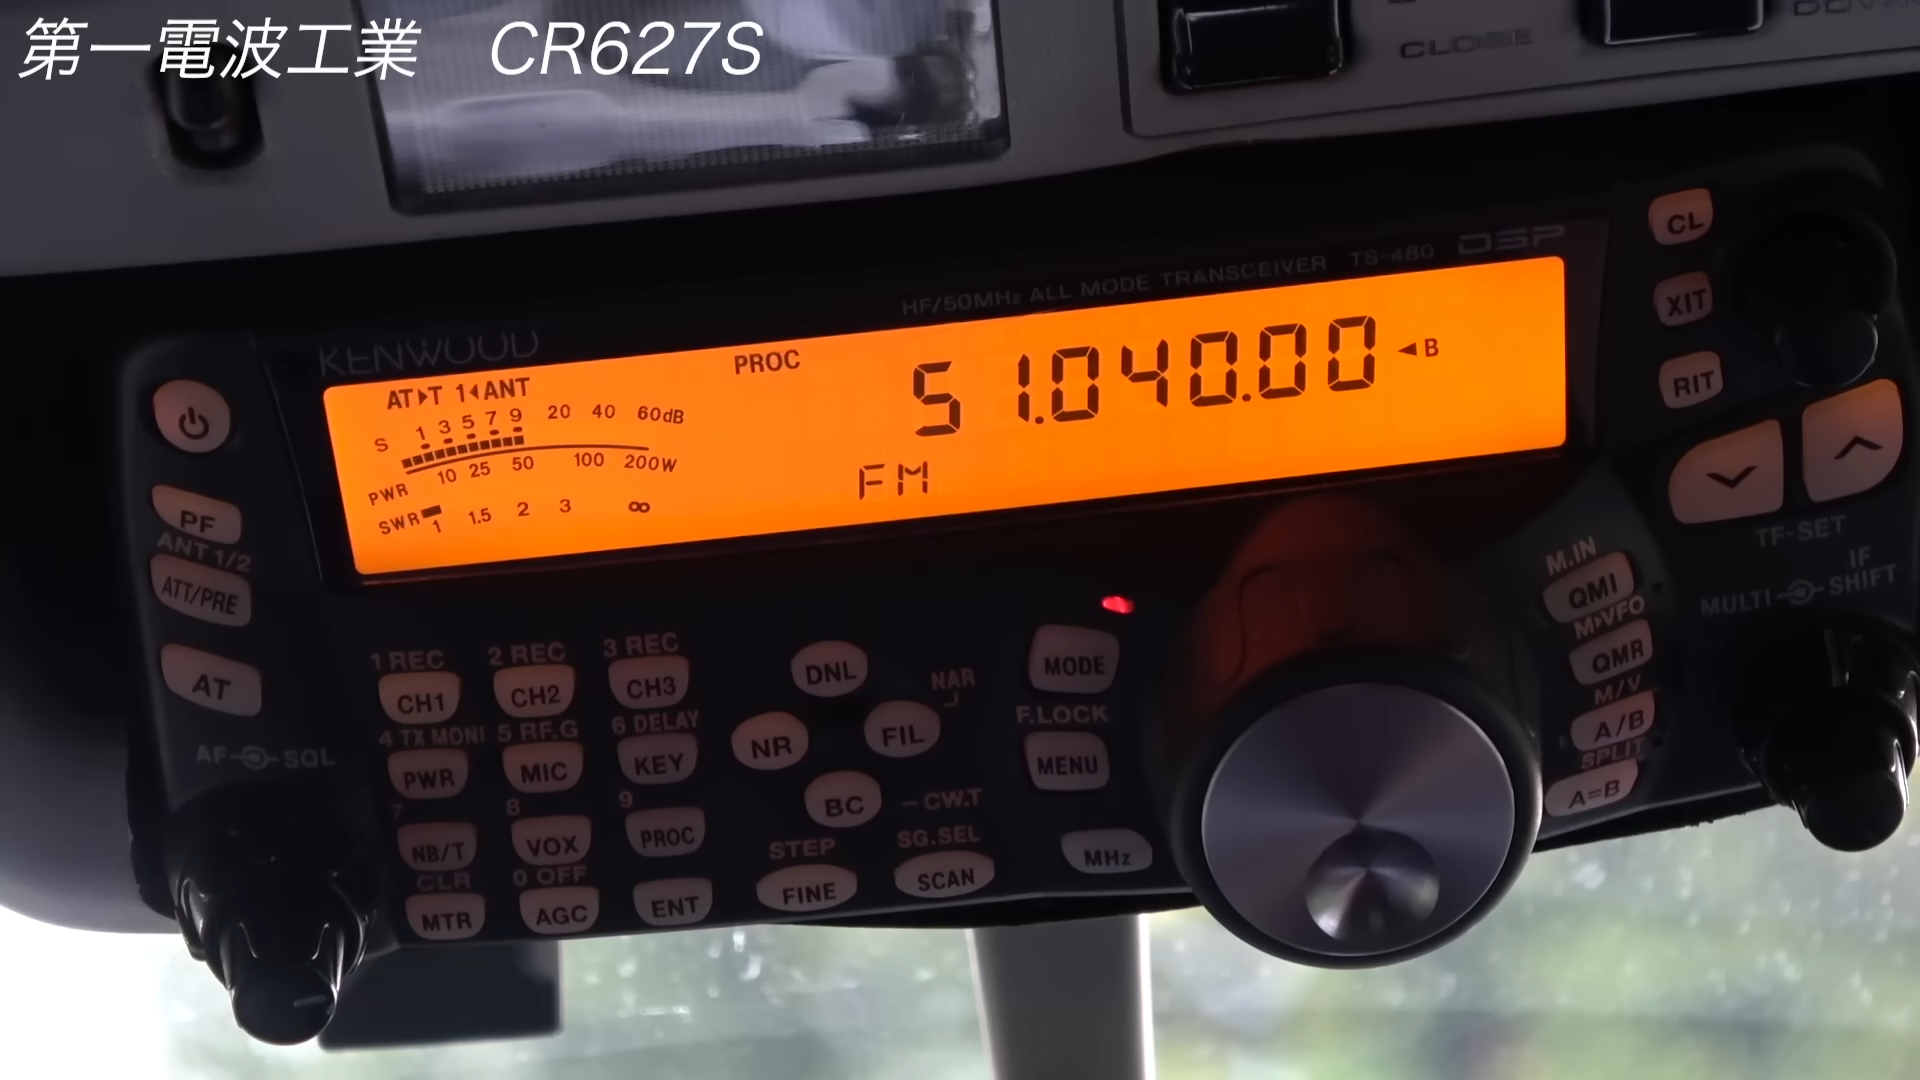 第一電波工業 CR627S
CLOSE
HF/50MHz ALL MODE TRANSCEIVER TS-480 DSP
KENWOOD
AT▸T 1◂ANT
PROC
51.040.00 ◂B
S 1 3 5 7 9 20 40 60dB
PWR 10 25 50 100 200W
SWR 1 1.5 2 3 ∞
FM
CL
XIT
RIT
PF
ANT 1/2
ATT/PRE
AT
AF SQL
1 REC 2 REC 3 REC
CH1 CH2 CH3
4 TX MONI 5 RF.G 6 DELAY
PWR MIC KEY
7 8 9
NB/T VOX PROC
CLR 0 OFF
MTR AGC ENT
DNL
NAR
NR FIL
BC
-CW.T
STEP SG.SEL
FINE SCAN
MODE
F.LOCK
MENU
MHz
TF-SET
IF
MULTI SHIFT
M.IN
QMI
M▸VFO
QMR
M/V
A/B
SPLIT
A=B